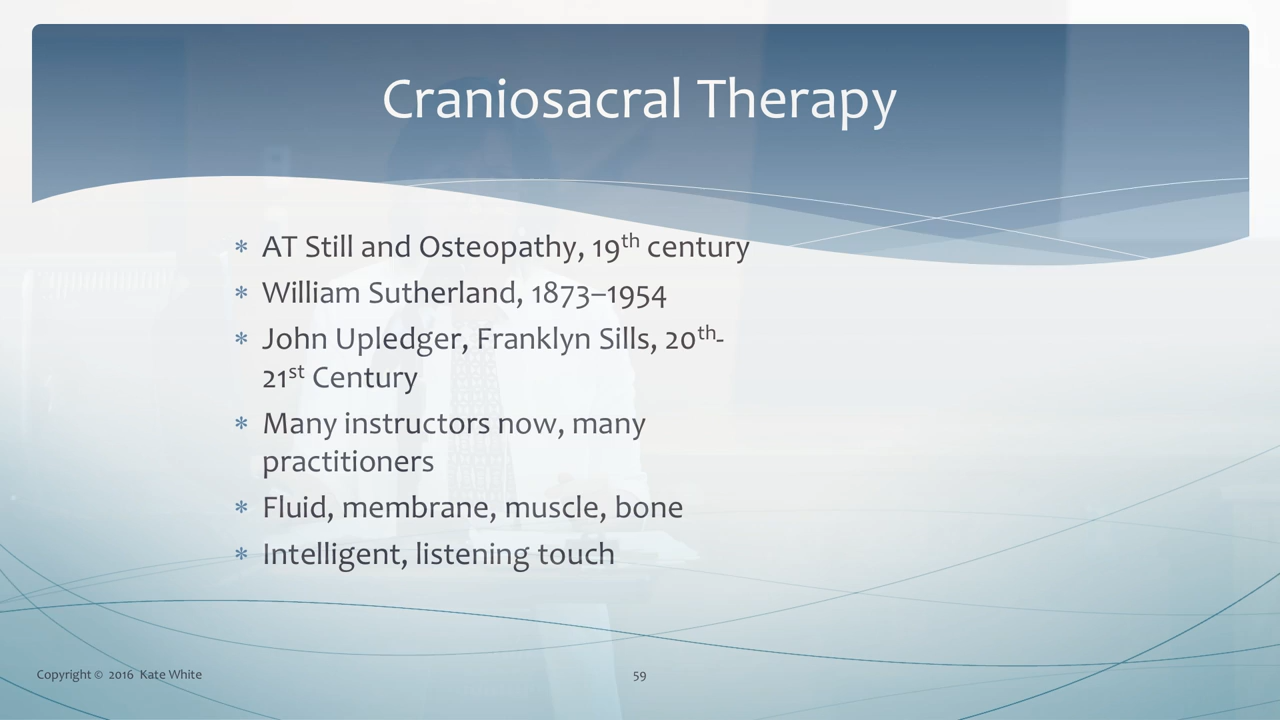 Craniosacral Therapy
* AT Still and Osteopathy, 19th century
* William Sutherland, 1873–1954
* John Upledger, Franklyn Sills, 20th-
21st Century
* Many instructors now, many
practitioners
* Fluid, membrane, muscle, bone
* Intelligent, listening touch
Copyright © 2016 Kate White
59